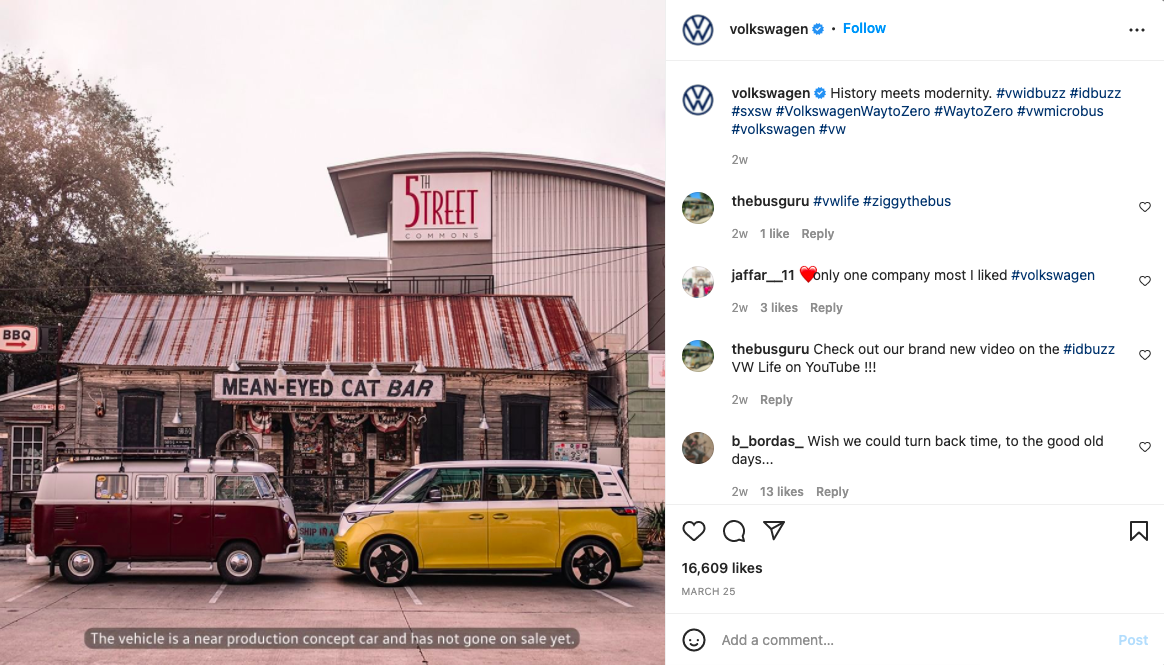 5TH
STREET
COMMONS
BBQ
MEAN-EYED CAT BAR
The vehicle is a near production concept car and has not gone on sale yet.
volkswagen • Follow
volkswagen History meets modernity. #vwidbuzz #idbuzz
#sxsw #VolkswagenWaytoZero #WaytoZero #vwmicrobus
#volkswagen #vw
2w
thebusguru #vwlife #ziggythebus
2w 1 like Reply
jaffar__11 ❤️only one company most I liked #volkswagen
2w 3 likes Reply
thebusguru Check out our brand new video on the #idbuzz
VW Life on YouTube !!!
2w Reply
b_bordas_ Wish we could turn back time, to the good old
days...
2w 13 likes Reply
16,609 likes
MARCH 25
Add a comment...
Post